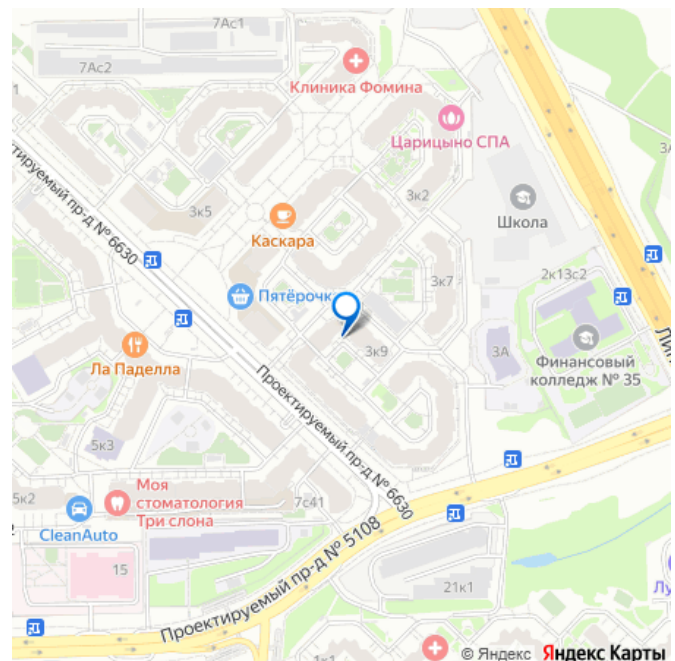 7Ас1
7Ас2
Клиника Фомина
Царицыно СПА
3к2
Школа
3к5
Каскара
Проектируемый пр-д № 6630
2к13с2
3к7
Пятёрочка
3А
Финансовый
колледж № 35
3к9
Ла Паделла
Проектируемый пр-д № 6630
5к3
Моя
стоматология
Три слона
5к2
7с41
CleanAuto
15
Проектируемый пр-д № 5108
21к1
1к1
© Яндекс Яндекс Карты